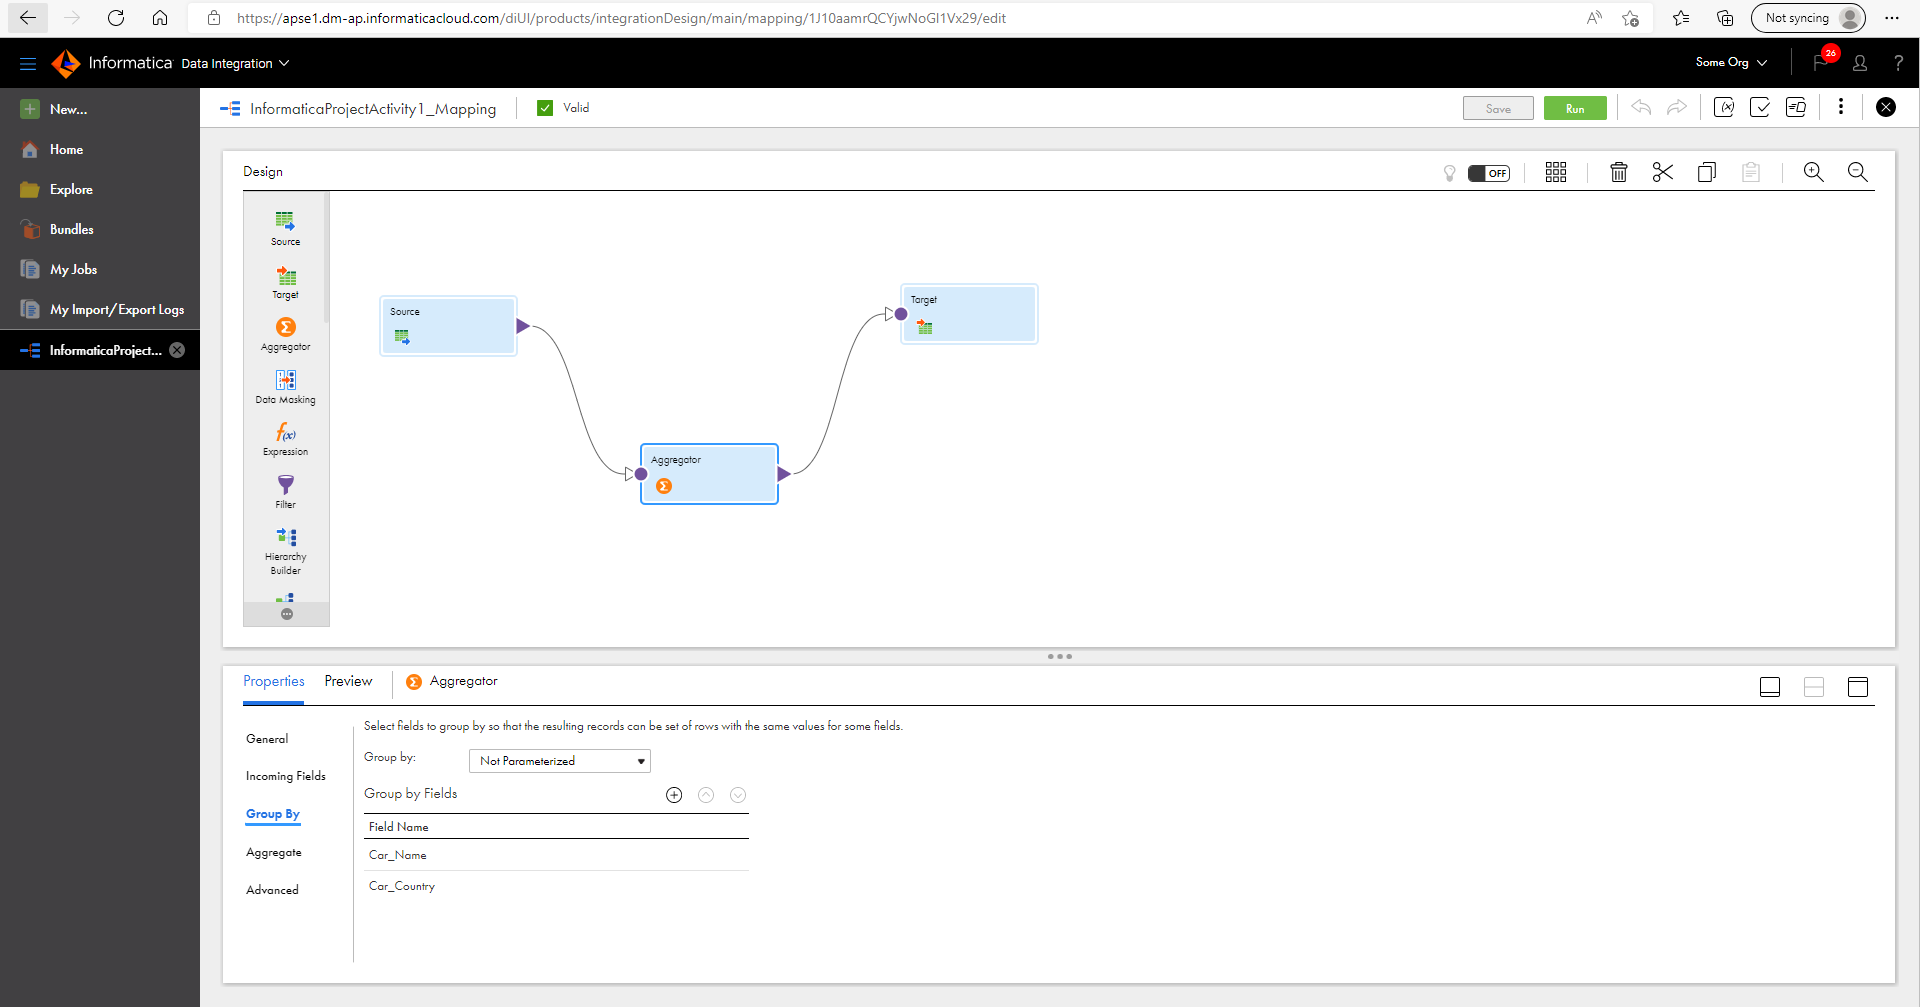 https://apse1.dm-ap.informaticacloud.com/diUI/products/integrationDesign/main/mapping/1J10aamrQCYjwNoGI1Vx29/edit
Not syncing
Informatica Data Integration
Some Org
26
?
New...
Home
Explore
Bundles
My Jobs
My Import/Export Logs
InformaticaProject...
InformaticaProjectActivity1_Mapping
Valid
Save
Run
Design
OFF
Source
Target
Aggregator
Data Masking
Expression
Filter
Hierarchy
Builder
Source
Target
Aggregator
Properties
Preview
Aggregator
General
Incoming Fields
Group By
Aggregate
Advanced
Select fields to group by so that the resulting records can be set of rows with the same values for some fields.
Group by:
Not Parameterized
Group by Fields
Field Name
Car_Name
Car_Country